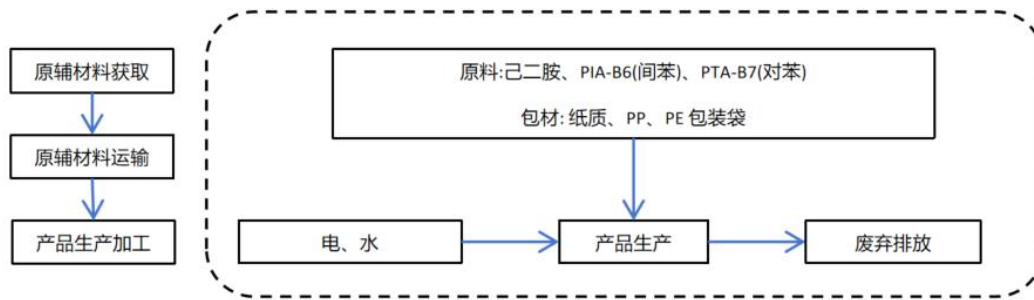 原辅材料获取
原辅材料运输
产品生产加工
原料:己二胺、PIA-B6(间苯)、PTA-B7(对苯)
包材: 纸质、PP、PE 包装袋
电、水
产品生产
废弃排放